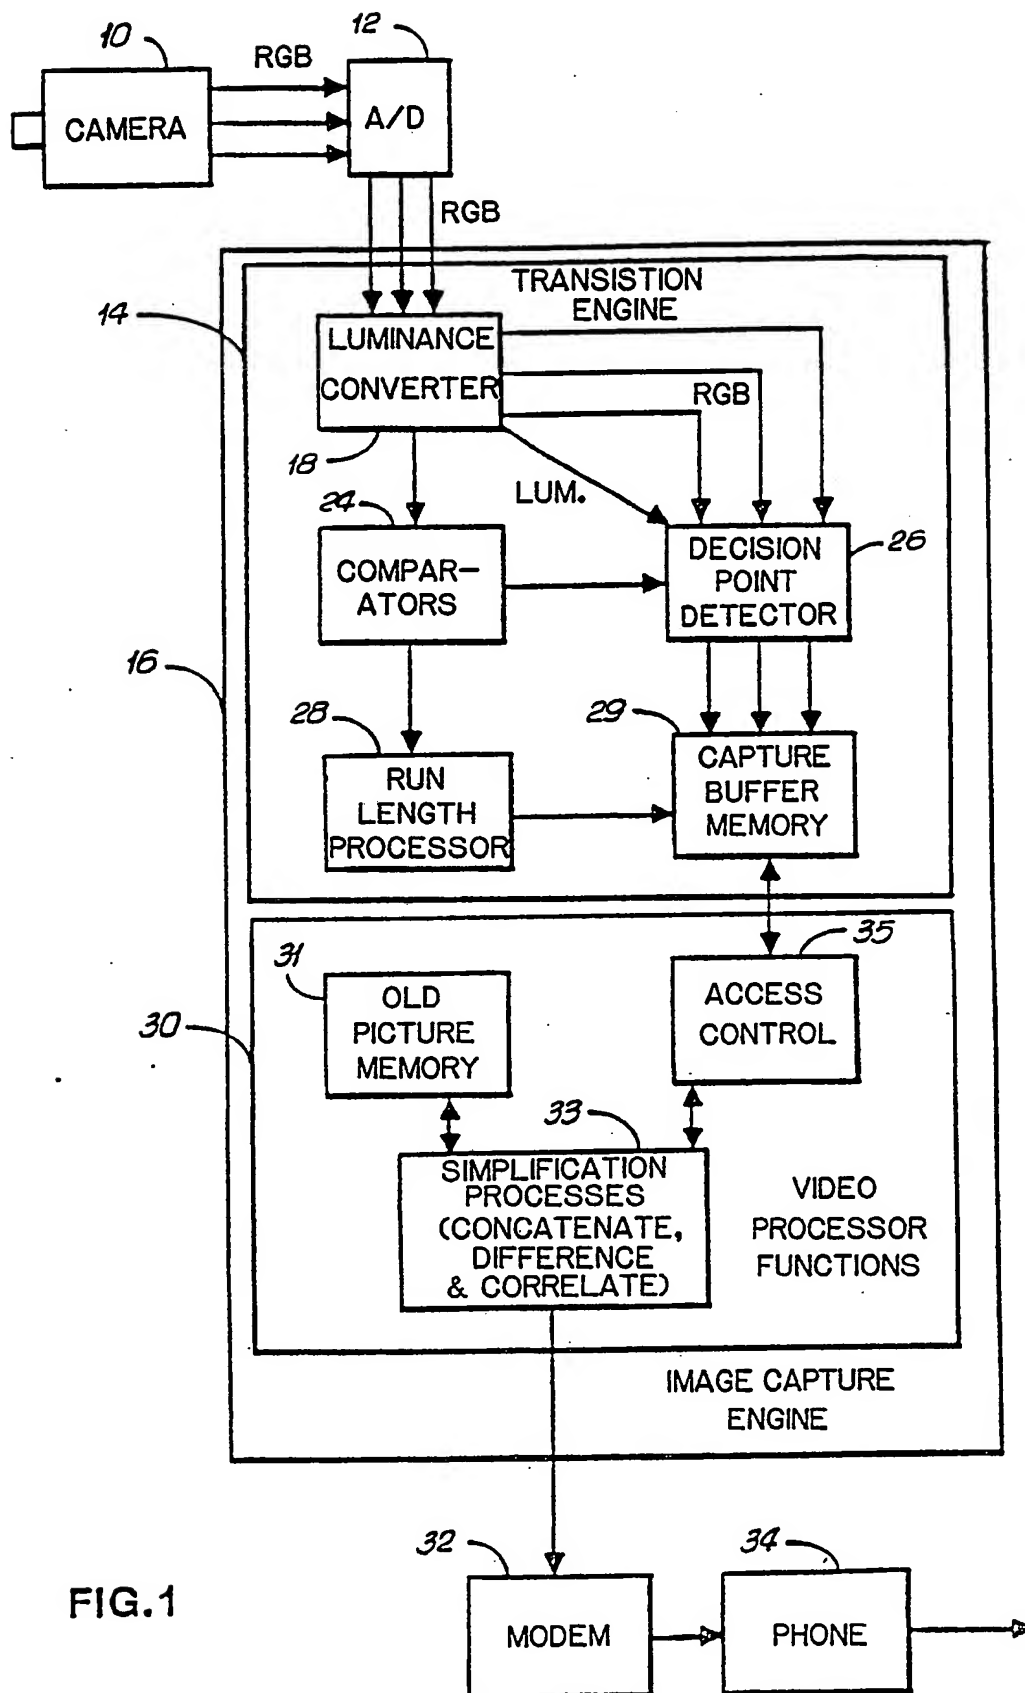 10
12
RGB
CAMERA
A/D
RGB
TRANSISTION
ENGINE
14
LUMINANCE
CONVERTER
RGB
18
LUM.
24
COMPAR-
ATORS
DECISION
POINT
DETECTOR
26
16
28
29
RUN
LENGTH
PROCESSOR
CAPTURE
BUFFER
MEMORY
31
35
OLD
PICTURE
MEMORY
ACCESS
CONTROL
30
33
SIMPLIFICATION
PROCESSES
(CONCATENATE,
DIFFERENCE
& CORRELATE)
VIDEO
PROCESSOR
FUNCTIONS
IMAGE CAPTURE
ENGINE
32
34
MODEM
PHONE
FIG.1